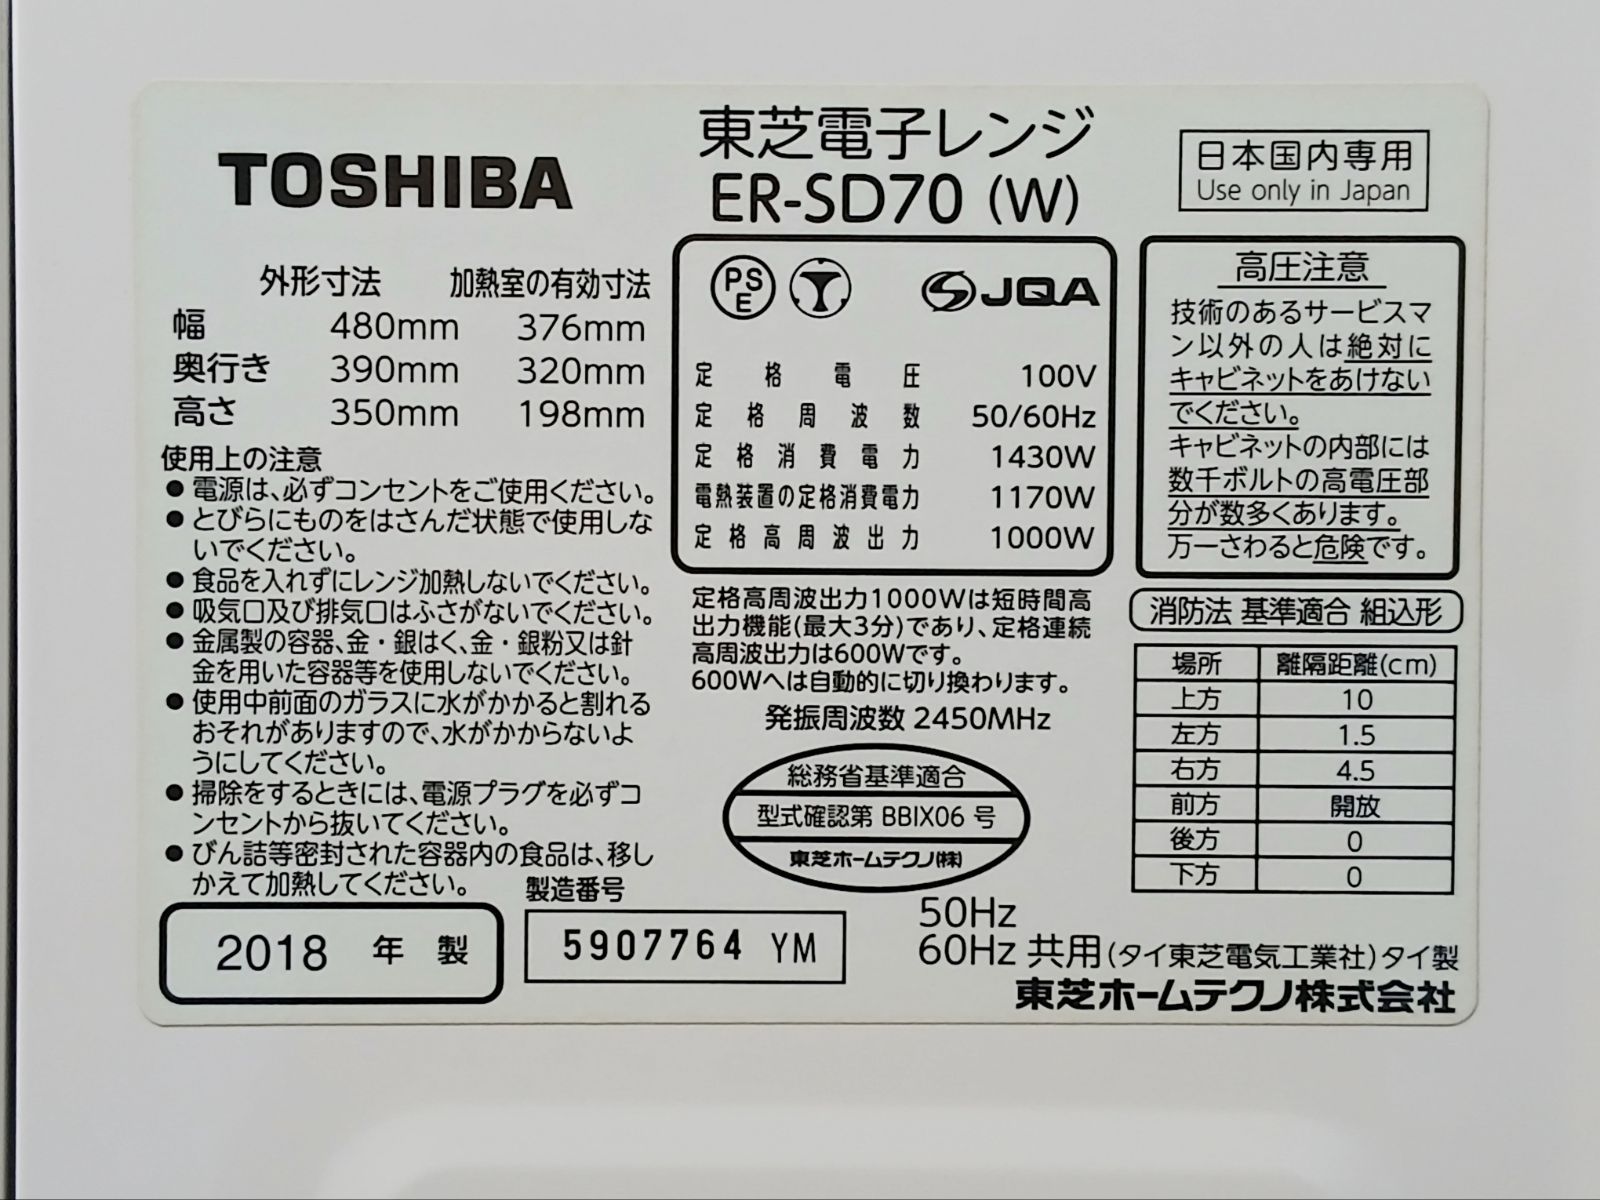 TOSHIBA
東芝電子レンジ
ER-SD70 (W)
日本国内専用
Use only in Japan
外形寸法 加熱室の有効寸法
幅 480mm 376mm
奥行き 390mm 320mm
高さ 350mm 198mm
使用上の注意
●電源は、必ずコンセントをご使用ください。
●とびらにものをはさんだ状態で使用しな
いでください。
●食品を入れずにレンジ加熱しないでください。
●吸気口及び排気口はふさがないでください。
●金属製の容器、金・銀はく、金・銀粉又は針
金を用いた容器等を使用しないでください。
●使用中前面のガラスに水がかかると割れる
おそれがありますので、水がかからないよ
うにしてください。
●掃除をするときには、電源プラグを必ずコ
ンセントから抜いてください。
●びん詰等密封された容器内の食品は、移し
かえて加熱してください。
2018 年 製
製造番号
5907764 YM
PSE
JQA
定格電圧 100V
定格周波数 50/60Hz
定格消費電力 1430W
電熱装置の定格消費電力 1170W
定格高周波出力 1000W
定格高周波出力1000Wは短時間高
出力機能(最大3分)であり、定格連続
高周波出力は600Wです。
600Wへは自動的に切り換わります。
発振周波数 2450MHz
総務省基準適合
型式確認第 BBIX06 号
東芝ホームテクノ(株)
高圧注意
技術のあるサービスマ
ン以外の人は絶対に
キャビネットをあけない
でください。
キャビネットの内部には
数千ボルトの高電圧部
分が数多くあります。
万一さわると危険です。
消防法 基準適合 組込形
場所 離隔距離(cm)
上方 10
左方 1.5
右方 4.5
前方 開放
後方 0
下方 0
50Hz
60Hz 共用 (タイ東芝電気工業社)タイ製
東芝ホームテクノ株式会社